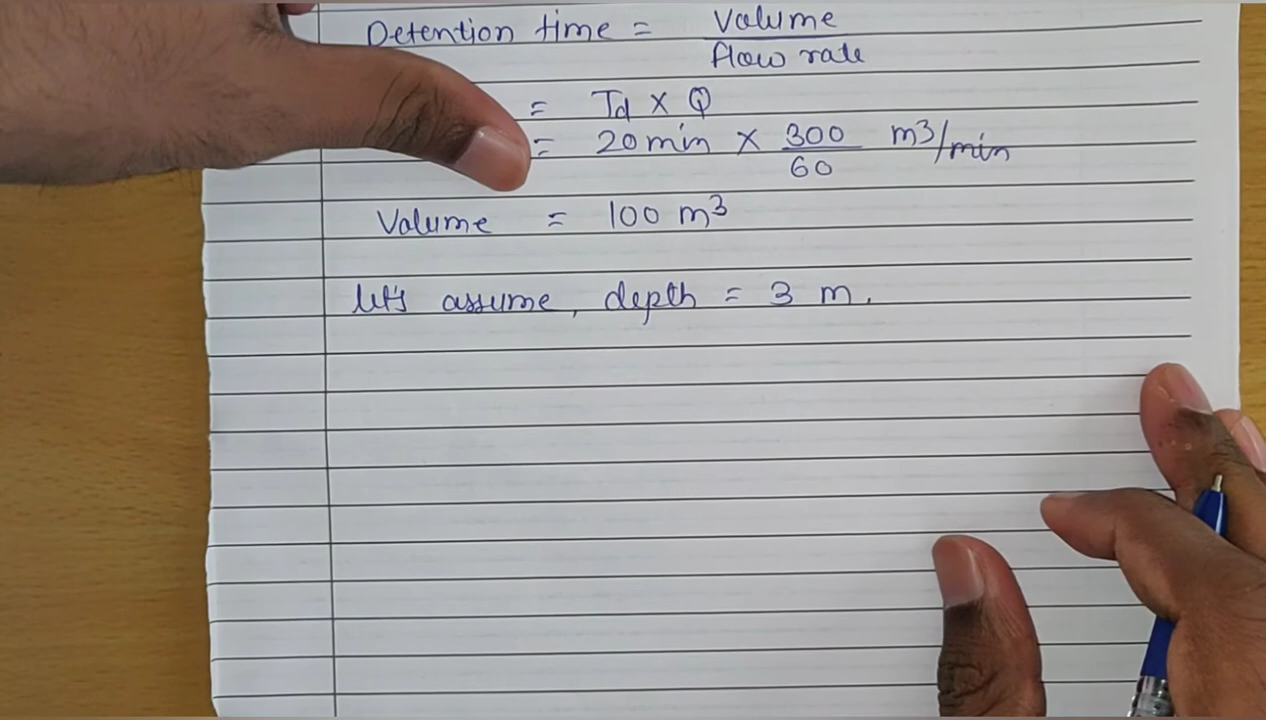 Detention time = Volume
flow rate
= Td X Q
= 20 min X 300 m3/min
60
Volume = 100 m3
let's assume, depth = 3 m.